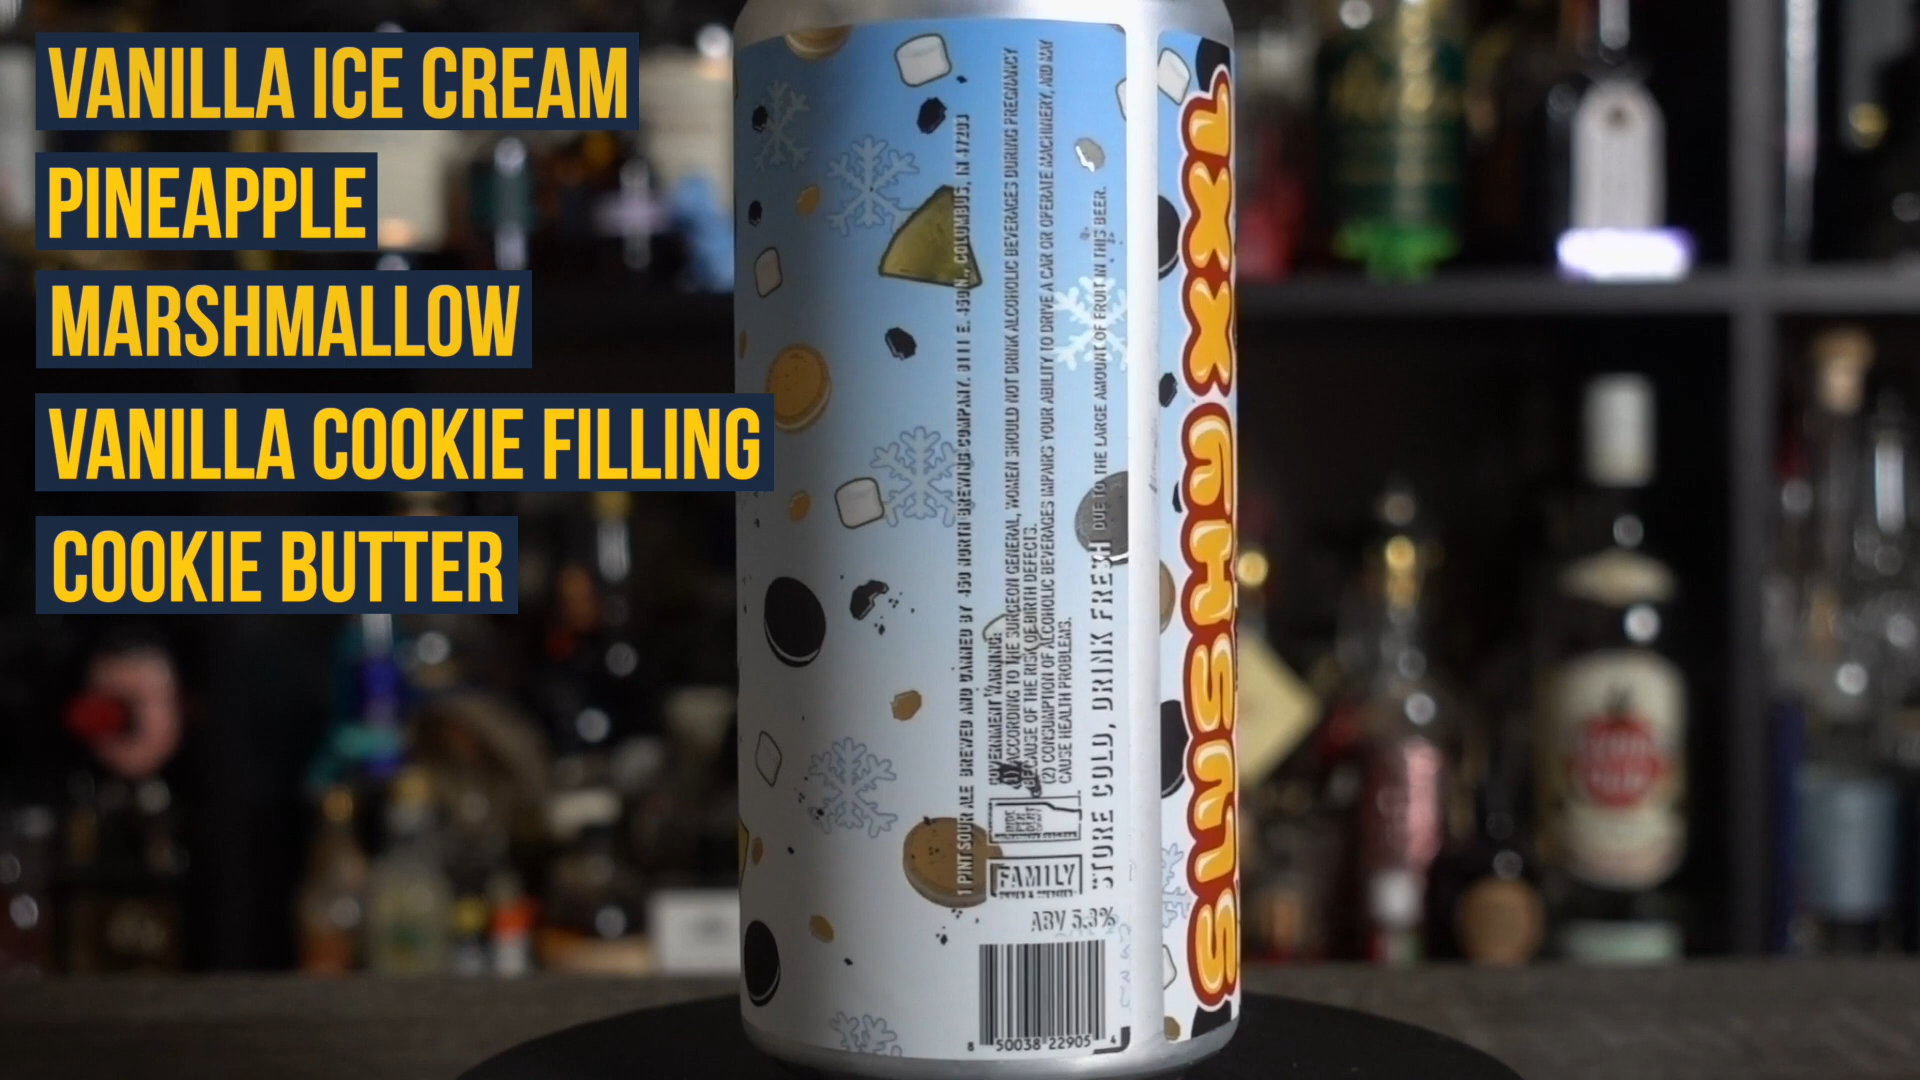 VANILLA ICE CREAM
PINEAPPLE
MARSHMALLOW
VANILLA COOKIE FILLING
COOKIE BUTTER
1 PINT SOUR ALE BREWED AND CANNED BY 450 NORTH BREWING COMPANY, 8111 E. 450N., COLUMBUS, IN 47203
GOVERNMENT WARNING:
(1) ACCORDING TO THE SURGEON GENERAL, WOMEN SHOULD NOT DRINK ALCOHOLIC BEVERAGES DURING PREGNANCY
BECAUSE OF THE RISK OF BIRTH DEFECTS.
(2) CONSUMPTION OF ALCOHOLIC BEVERAGES IMPAIRS YOUR ABILITY TO DRIVE A CAR OR OPERATE MACHINERY, AND MAY
CAUSE HEALTH PROBLEMS.
STORE COLD, DRINK FRESH DUE TO THE LARGE AMOUNT OF FRUIT IN THIS BEER.
FAMILY
ABV 5.3%
8 50038 22905 4